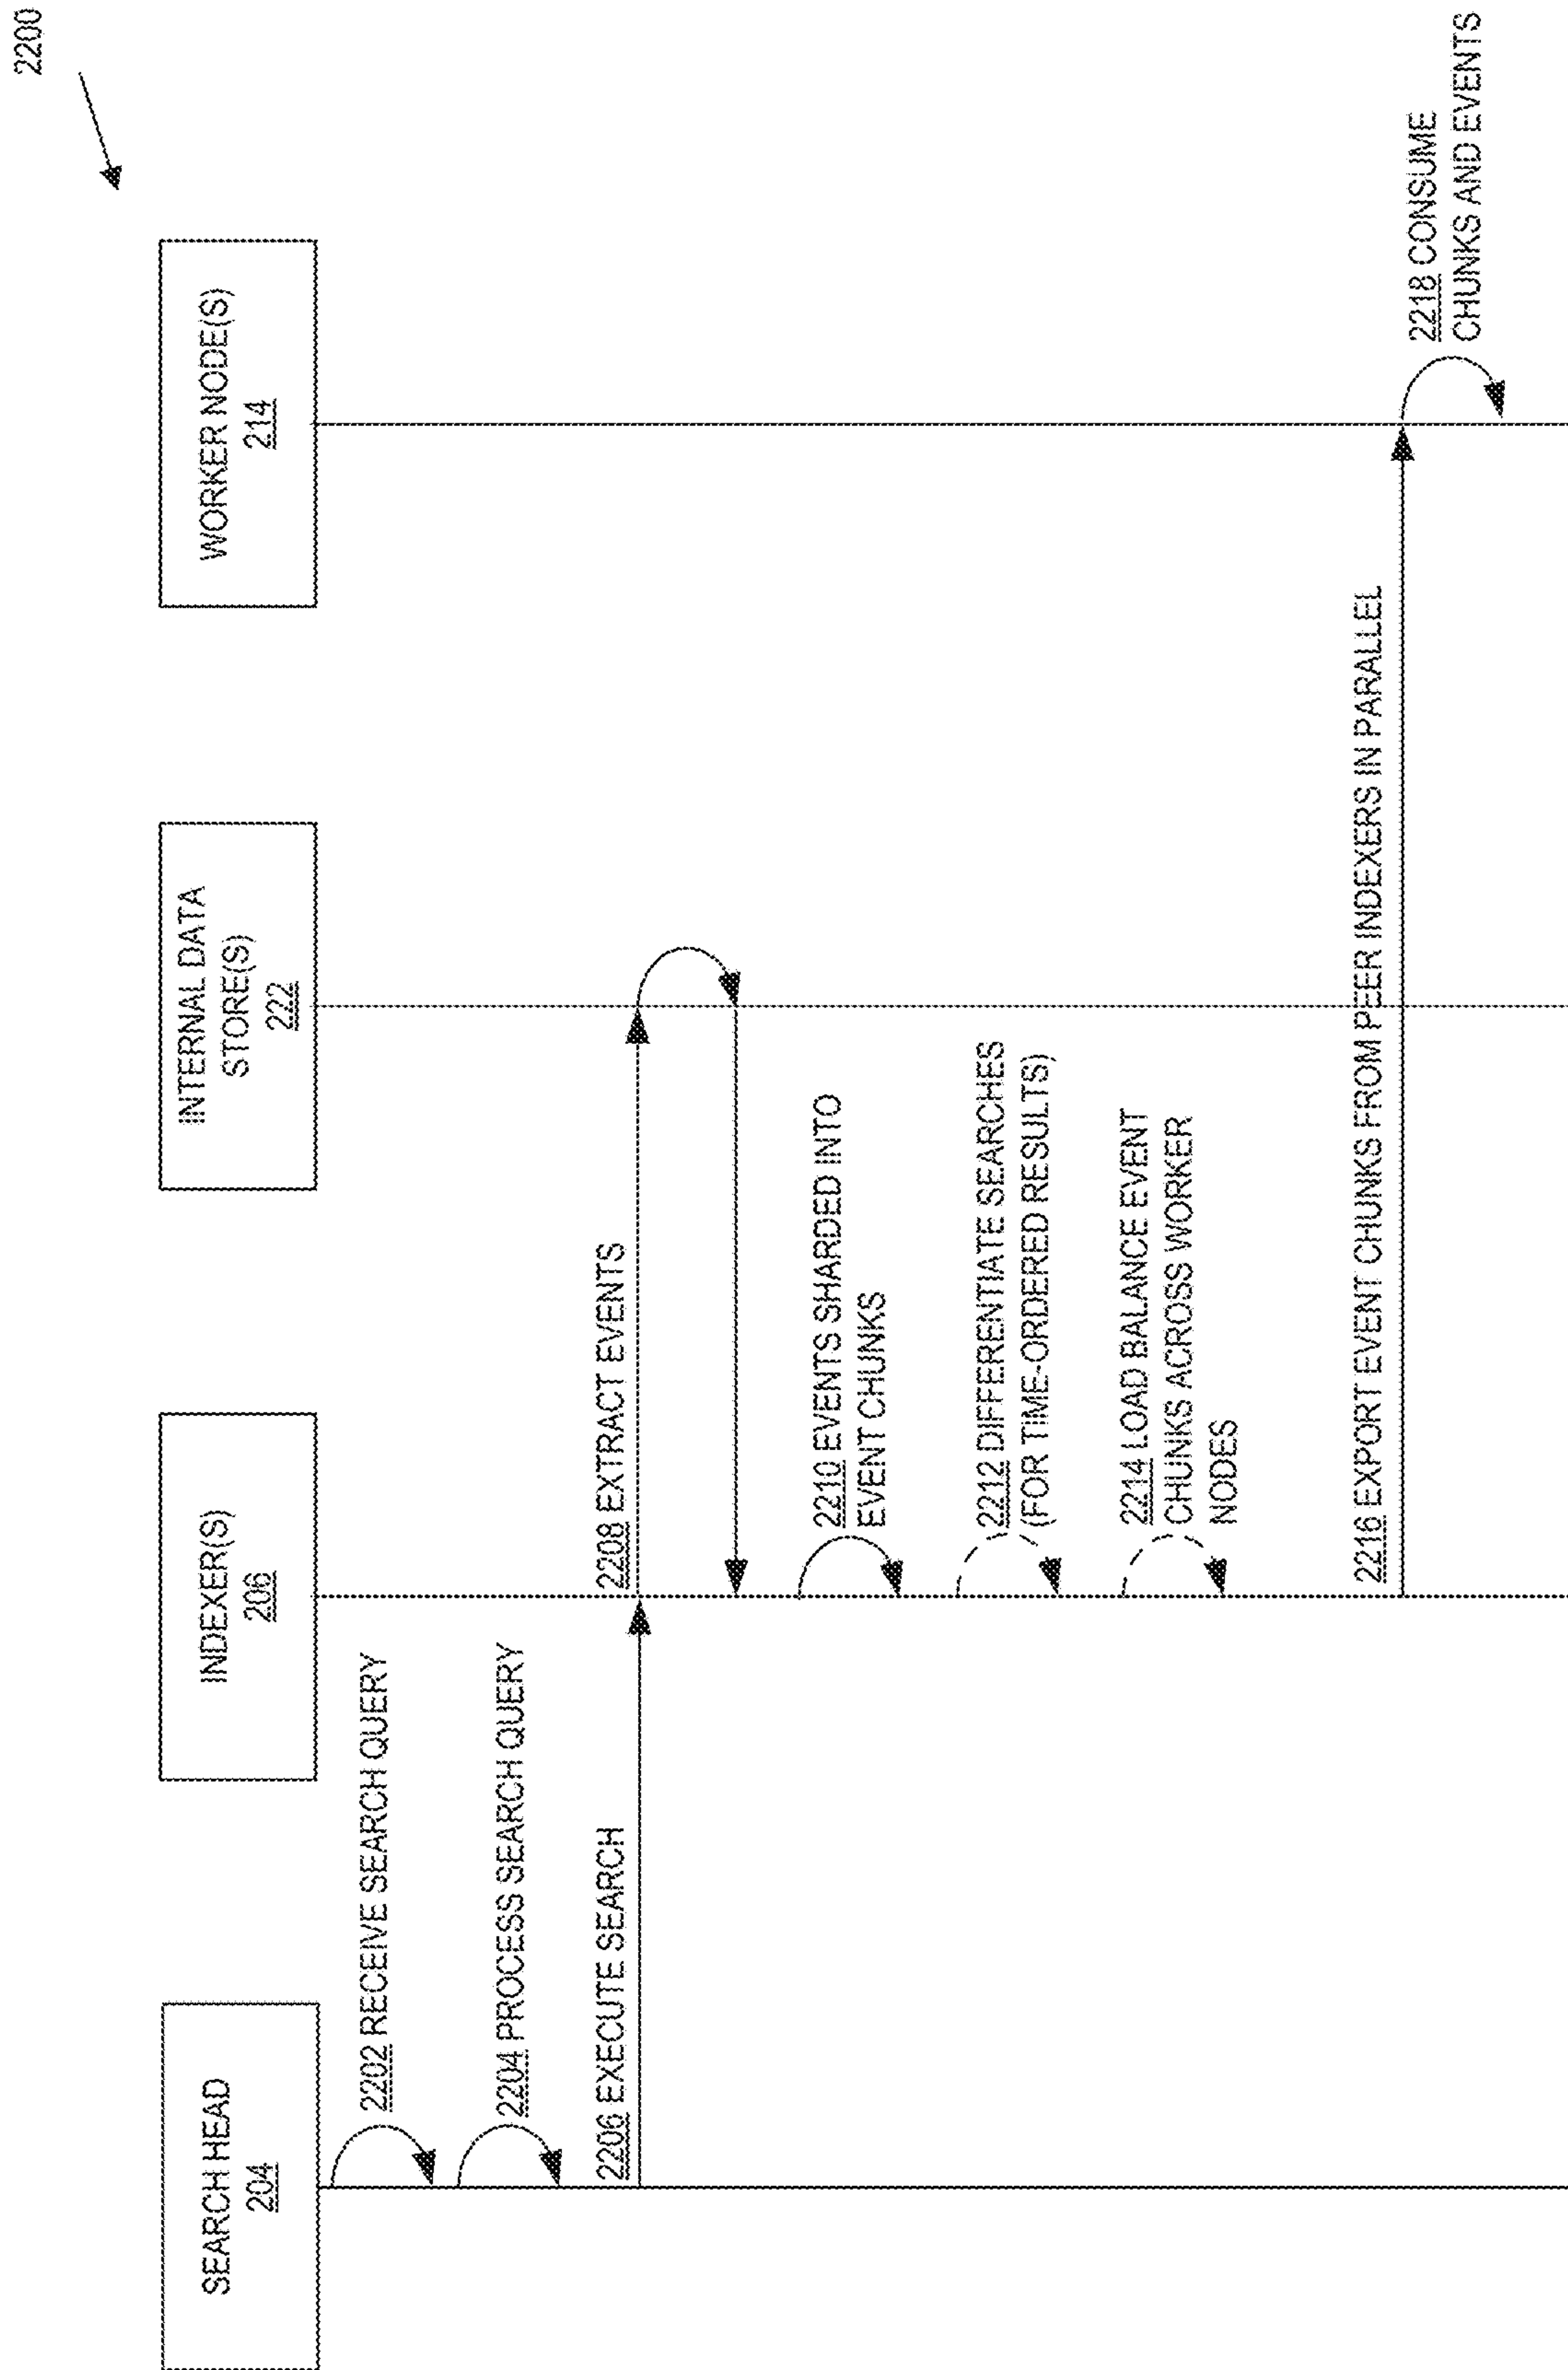 2200
SEARCH HEAD
204
INDEXER(S)
206
INTERNAL DATA
STORE(S)
222
WORKER NODE(S)
214
2202 RECEIVE SEARCH QUERY
2204 PROCESS SEARCH QUERY
2206 EXECUTE SEARCH
2208 EXTRACT EVENTS
2210 EVENTS SHARDED INTO
EVENT CHUNKS
2212 DIFFERENTIATE SEARCHES
(FOR TIME-ORDERED RESULTS)
2214 LOAD BALANCE EVENT
CHUNKS ACROSS WORKER
NODES
2216 EXPORT EVENT CHUNKS FROM PEER INDEXERS IN PARALLEL
2218 CONSUME
CHUNKS AND EVENTS